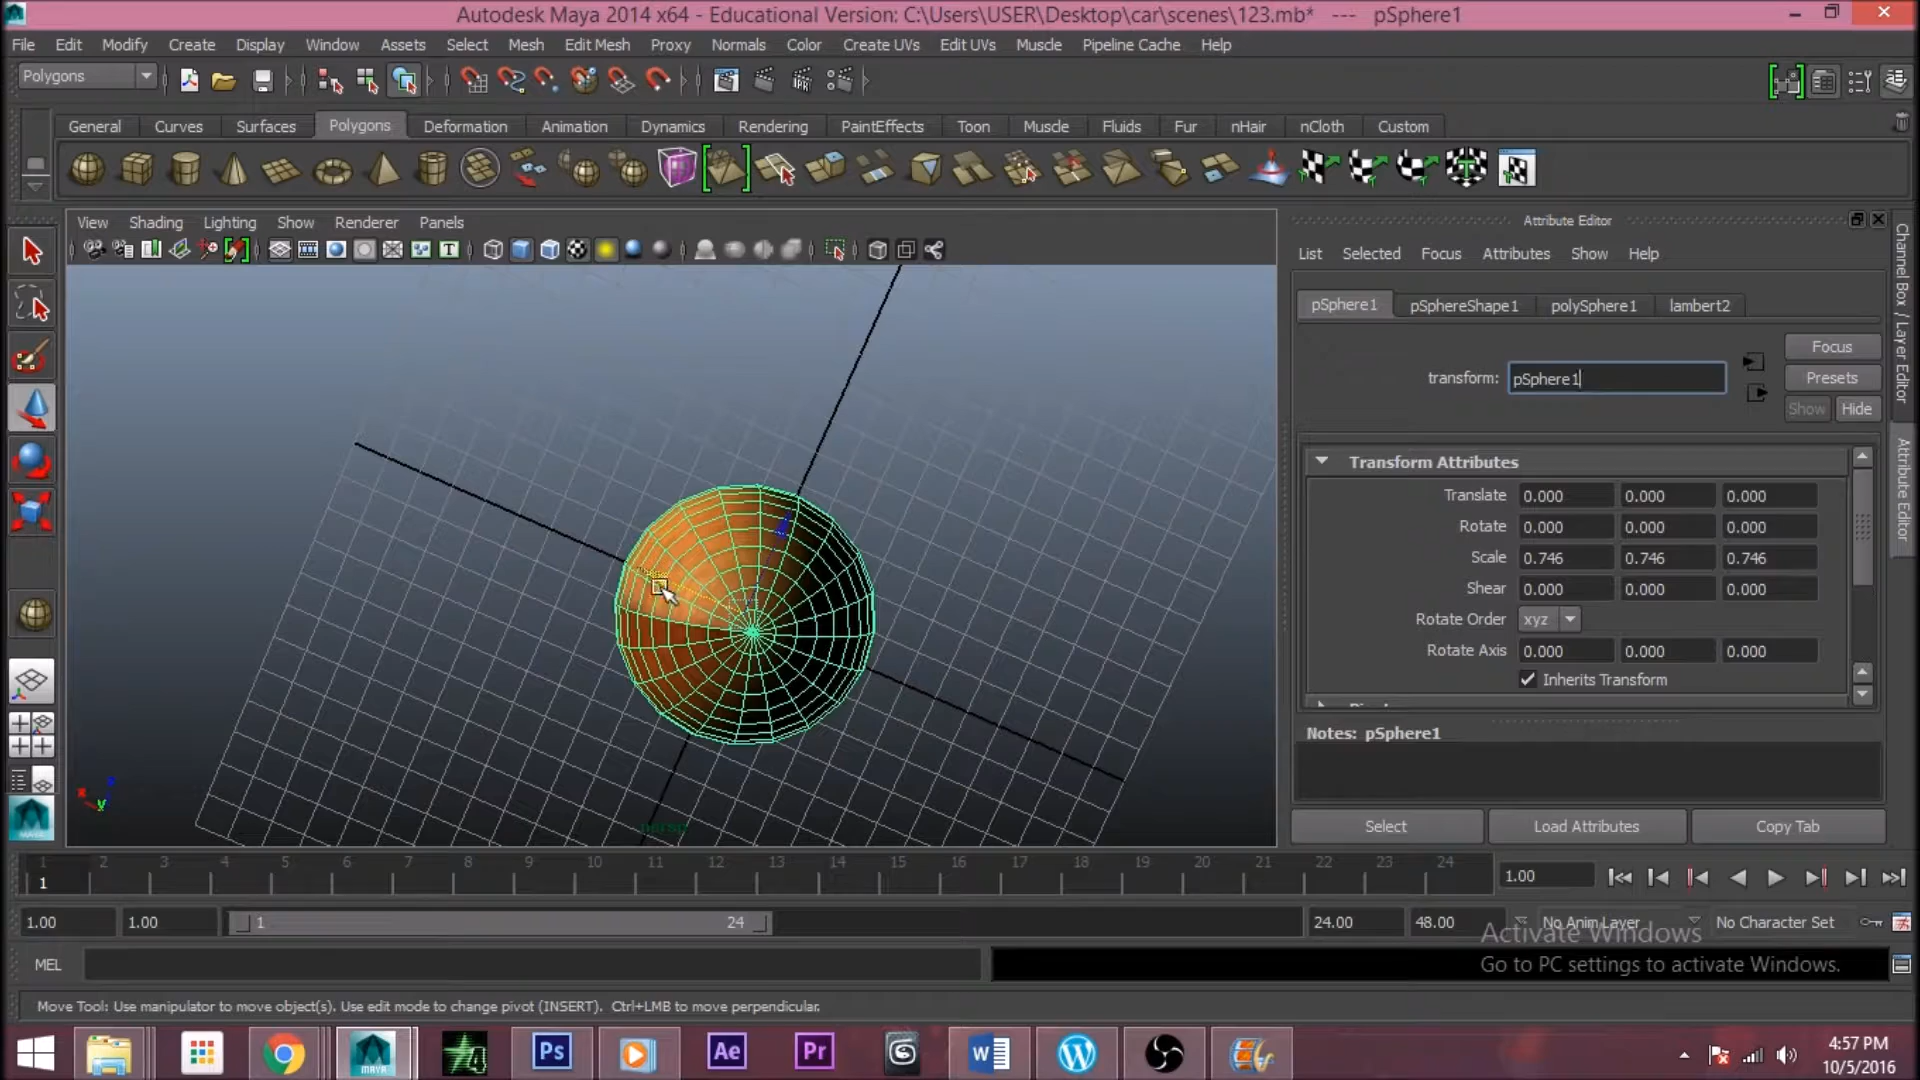 Autodesk Maya 2014 x64 - Educational Version: C:\Users\USER\Desktop\car\scenes\123.mb* --- pSphere1
File Edit Modify Create Display Window Assets Select Mesh Edit Mesh Proxy Normals Color Create UVs Edit UVs Muscle Pipeline Cache Help
Polygons
General Curves Surfaces Polygons Deformation Animation Dynamics Rendering PaintEffects Toon Muscle Fluids Fur nHair nCloth Custom
View Shading Lighting Show Renderer Panels
Attribute Editor
List Selected Focus Attributes Show Help
pSphere1 pSphereShape1 polySphere1 lambert2
Focus
transform: pSphere1
Presets
Show Hide
Transform Attributes
Translate 0.000 0.000 0.000
Rotate 0.000 0.000 0.000
Scale 0.746 0.746 0.746
Shear 0.000 0.000 0.000
Rotate Order xyz
Rotate Axis 0.000 0.000 0.000
Inherits Transform
Notes: pSphere1
Select Load Attributes Copy Tab
Channel Box / Layer Editor
Attribute Editor
persp
1 2 3 4 5 6 7 8 9 10 11 12 13 14 15 16 17 18 19 20 21 22 23 24
1
1.00
1.00 1.00 1 24 24.00 48.00 No Anim Layer No Character Set
Activate Windows
Go to PC settings to activate Windows.
MEL
Move Tool: Use manipulator to move object(s). Use edit mode to change pivot (INSERT). Ctrl+LMB to move perpendicular.
MAYA
Ps Ae Pr
4:57 PM
10/5/2016